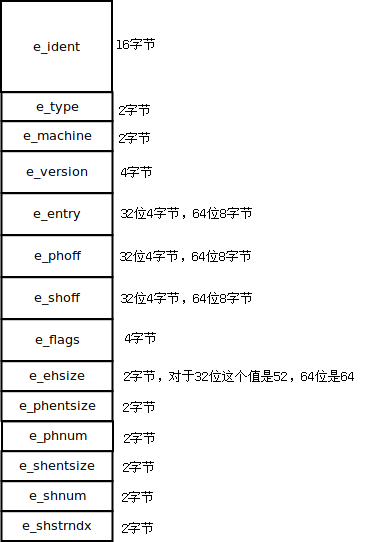 e_ident 16字节
e_type 2字节
e_machine 2字节
e_version 4字节
e_entry 32位4字节，64位8字节
e_phoff 32位4字节，64位8字节
e_shoff 32位4字节，64位8字节
e_flags 4字节
e_ehsize 2字节，对于32位这个值是52，64位是64
e_phentsize 2字节
e_phnum 2字节
e_shentsize 2字节
e_shnum 2字节
e_shstrndx 2字节